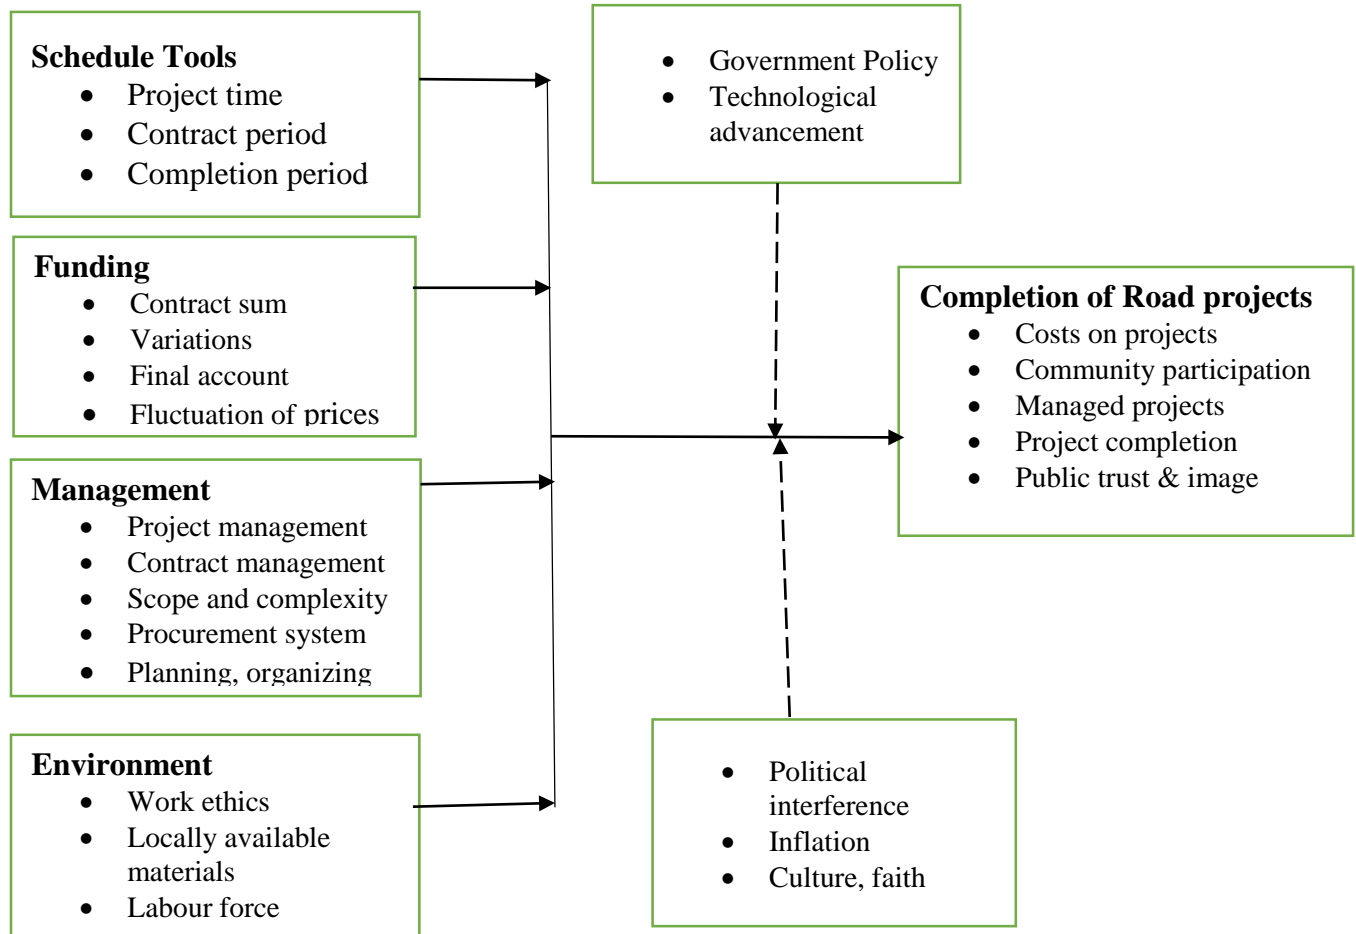 Schedule Tools
• Project time
• Contract period
• Completion period
Funding
• Contract sum
• Variations
• Final account
• Fluctuation of prices
Management
• Project management
• Contract management
• Scope and complexity
• Procurement system
• Planning, organizing
Environment
• Work ethics
• Locally available
materials
• Labour force
• Government Policy
• Technological
advancement
• Political
interference
• Inflation
• Culture, faith
Completion of Road projects
• Costs on projects
• Community participation
• Managed projects
• Project completion
• Public trust & image